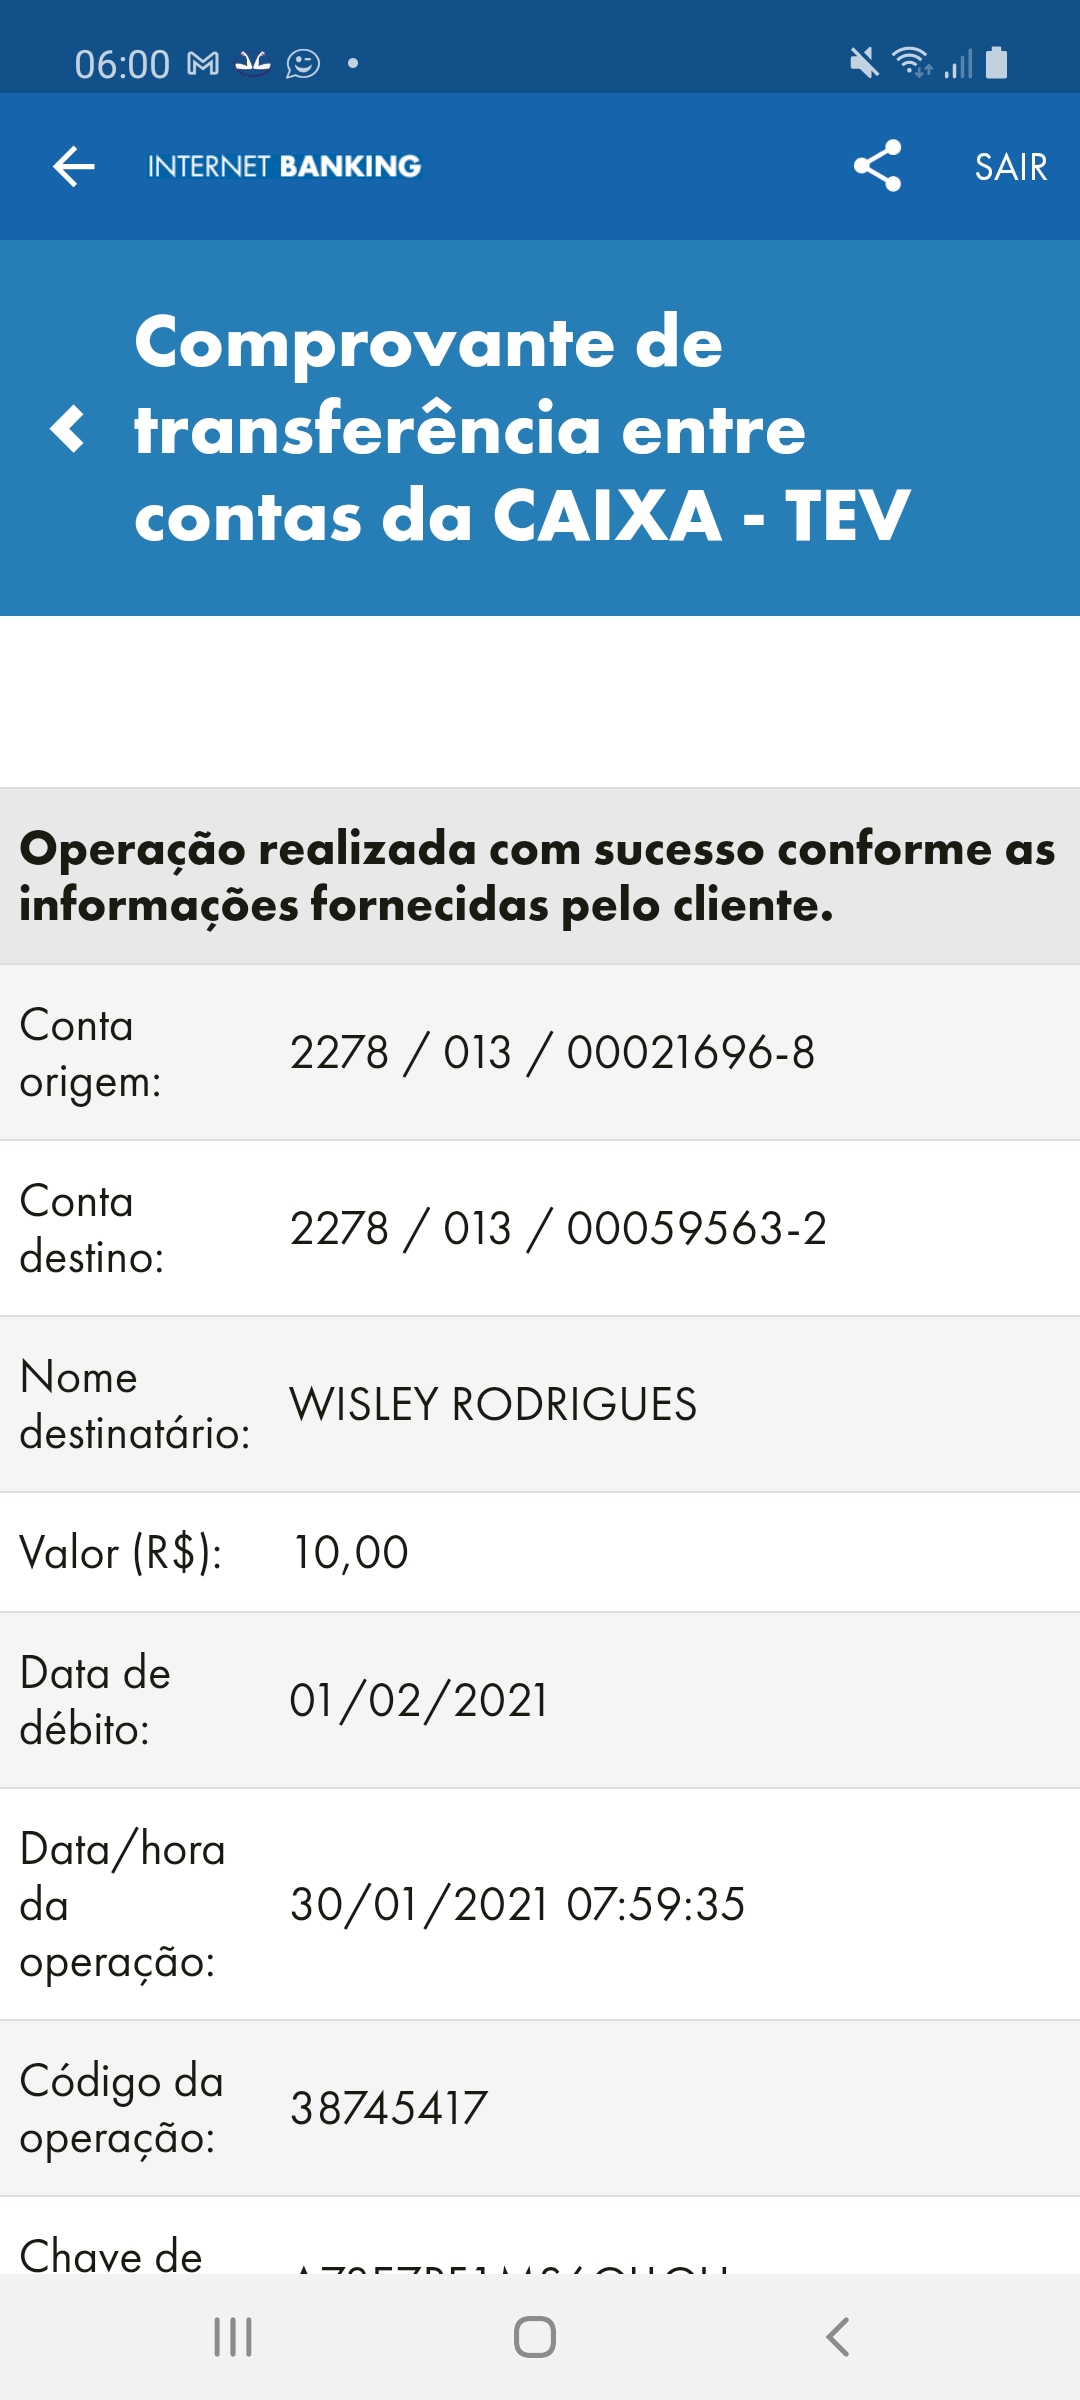 06:00
INTERNET BANKING
SAIR
Comprovante de
transferência entre
contas da CAIXA - TEV
Operação realizada com sucesso conforme as
informações fornecidas pelo cliente.
Conta
origem:
2278 / 013 / 00021696-8
Conta
destino:
2278 / 013 / 00059563-2
Nome
destinatário:
WISLEY RODRIGUES
Valor (R$):
10,00
Data de
débito:
01/02/2021
Data/hora
da
operação:
30/01/2021 07:59:35
Código da
operação:
38745417
Chave de